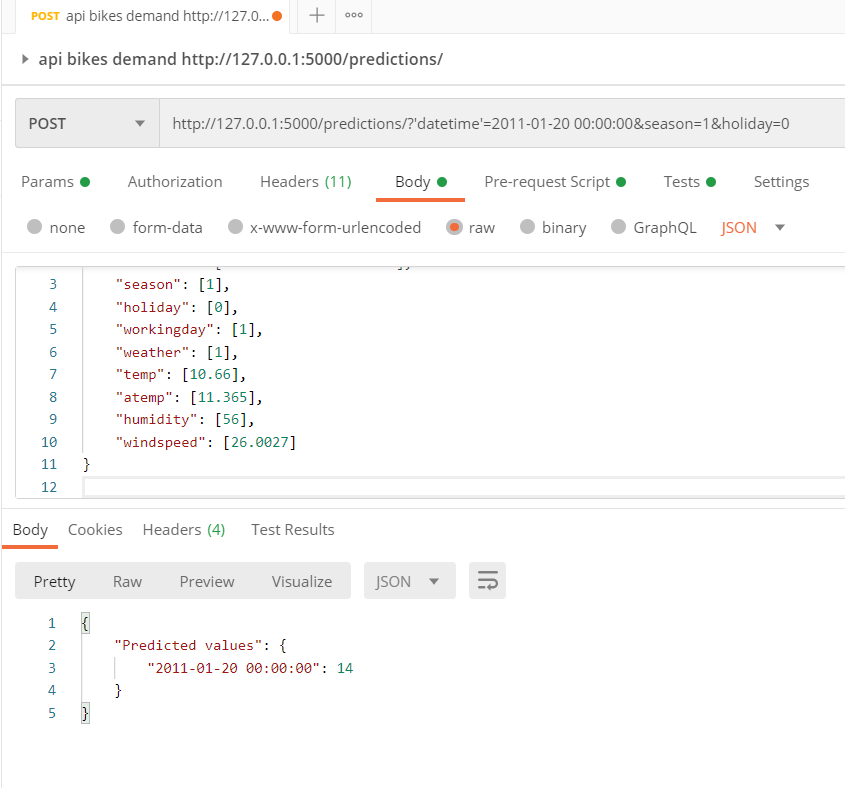 POST api bikes demand http://127.0...
api bikes demand http://127.0.0.1:5000/predictions/
POST http://127.0.0.1:5000/predictions/?'datetime'=2011-01-20 00:00:00&season=1&holiday=0
Params Authorization Headers (11) Body Pre-request Script Tests Settings
none form-data x-www-form-urlencoded raw binary GraphQL JSON
3 "season": [1],
4 "holiday": [0],
5 "workingday": [1],
6 "weather": [1],
7 "temp": [10.66],
8 "atemp": [11.365],
9 "humidity": [56],
10 "windspeed": [26.0027]
11 }
12
Body Cookies Headers (4) Test Results
Pretty Raw Preview Visualize JSON
1 {
2 "Predicted values": {
3 "2011-01-20 00:00:00": 14
4 }
5 }